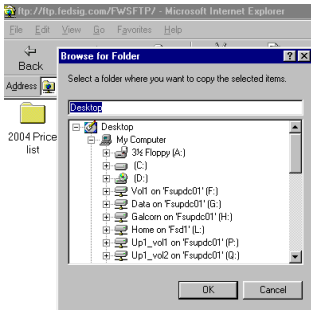 ftp://ftp.fedsig.com/FWSFTP/ - Microsoft Internet Explorer
File Edit View Go Favorites Help
Back
Address
2004 Price list
Browse for Folder
Select a folder where you want to copy the selected items.
Desktop
Desktop
My Computer
3½ Floppy (A:)
(C:)
(D:)
Vol1 on 'Fsupdc01' (F:)
Data on 'Fsupdc01' (G:)
Galcorn on 'Fsupdc01' (H:)
Home on 'Fsd1' (L:)
Up1_vol1 on 'Fsupdc01' (P:)
Up1_vol2 on 'Fsupdc01' (Q:)
OK Cancel